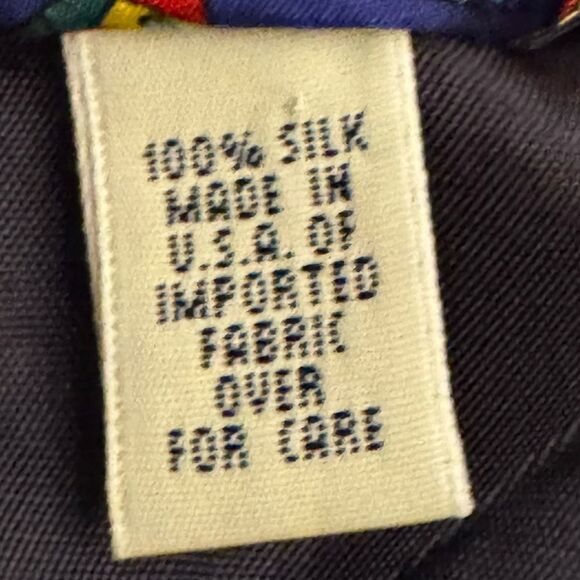 100% SILK
MADE IN
U.S.A. OF
IMPORTED
FABRIC
OVER
FOR CARE